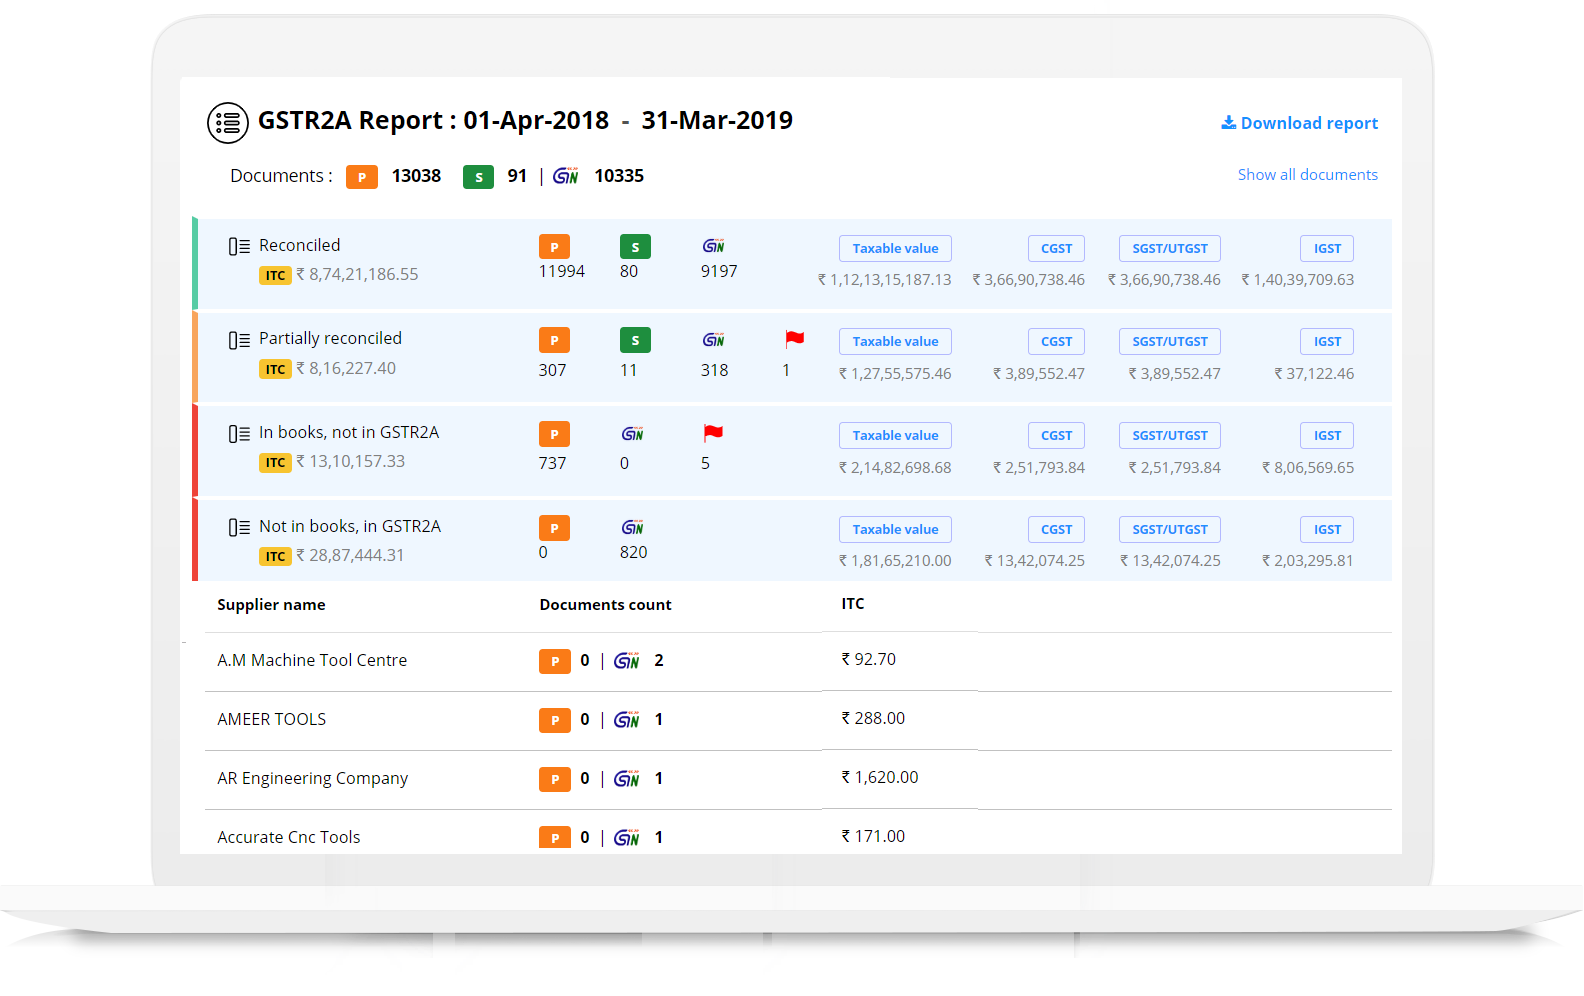 GSTR2A Report : 01-Apr-2018 - 31-Mar-2019
Download report
Documents : P 13038 S 91 | GSTN 10335
Show all documents
Reconciled P S GSTN Taxable value CGST SGST/UTGST IGST
ITC ₹ 8,74,21,186.55 11994 80 9197 ₹ 1,12,13,15,187.13 ₹ 3,66,90,738.46 ₹ 3,66,90,738.46 ₹ 1,40,39,709.63
Partially reconciled P S GSTN Taxable value CGST SGST/UTGST IGST
ITC ₹ 8,16,227.40 307 11 318 1 ₹ 1,27,55,575.46 ₹ 3,89,552.47 ₹ 3,89,552.47 ₹ 37,122.46
In books, not in GSTR2A P GSTN Taxable value CGST SGST/UTGST IGST
ITC ₹ 13,10,157.33 737 0 5 ₹ 2,14,82,698.68 ₹ 2,51,793.84 ₹ 2,51,793.84 ₹ 8,06,569.65
Not in books, in GSTR2A P GSTN Taxable value CGST SGST/UTGST IGST
ITC ₹ 28,87,444.31 0 820 ₹ 1,81,65,210.00 ₹ 13,42,074.25 ₹ 13,42,074.25 ₹ 2,03,295.81
Supplier name Documents count ITC
A.M Machine Tool Centre P 0 | GSTN 2 ₹ 92.70
AMEER TOOLS P 0 | GSTN 1 ₹ 288.00
AR Engineering Company P 0 | GSTN 1 ₹ 1,620.00
Accurate Cnc Tools P 0 | GSTN 1 ₹ 171.00